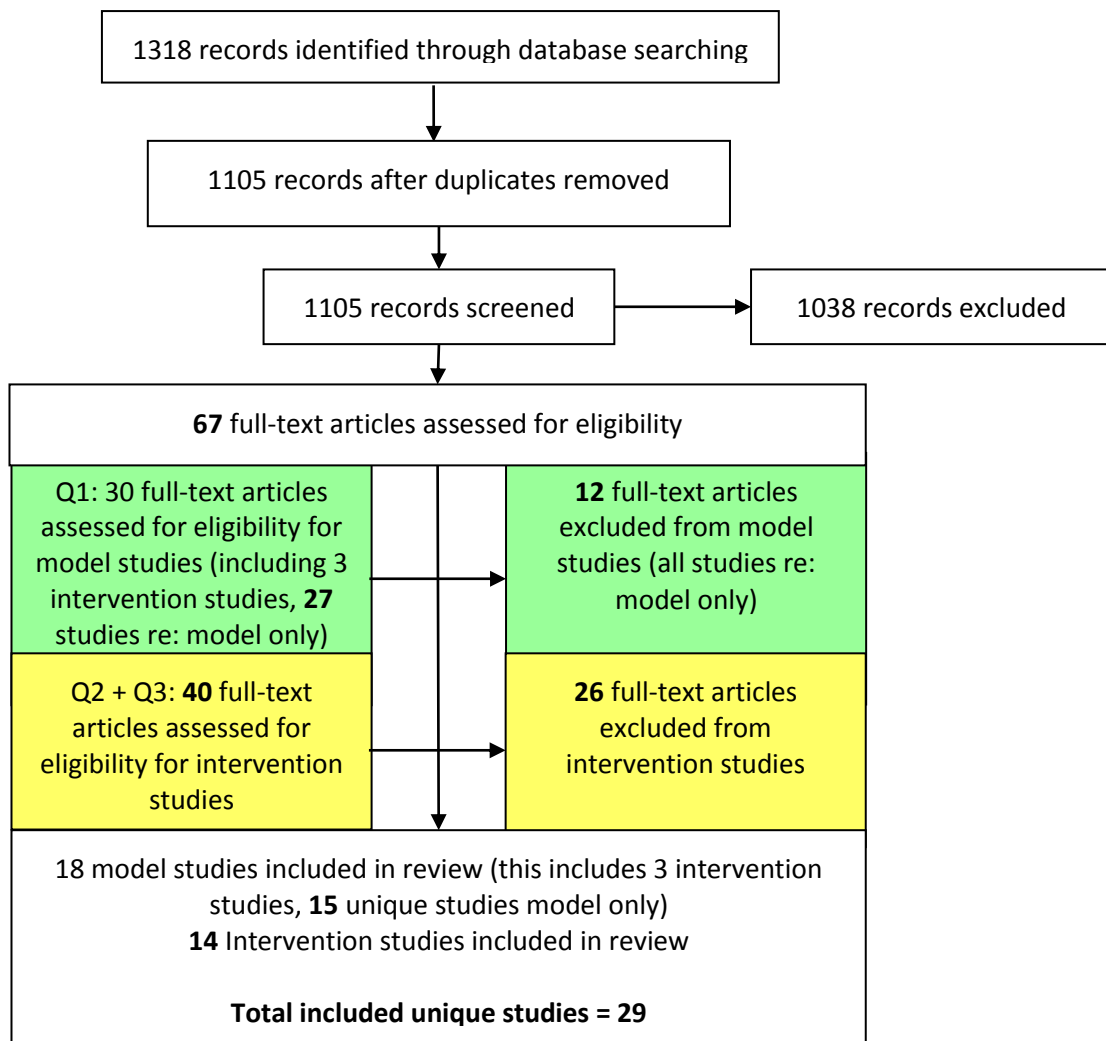 1318 records identified through database searching
1105 records after duplicates removed
1105 records screened
1038 records excluded
67 full-text articles assessed for eligibility
Q1: 30 full-text articles
assessed for eligibility for
model studies (including 3
intervention studies, 27
studies re: model only)
12 full-text articles
excluded from model
studies (all studies re:
model only)
Q2 + Q3: 40 full-text
articles assessed for
eligibility for intervention
studies
26 full-text articles
excluded from
intervention studies
18 model studies included in review (this includes 3 intervention
studies, 15 unique studies model only)
14 Intervention studies included in review
Total included unique studies = 29